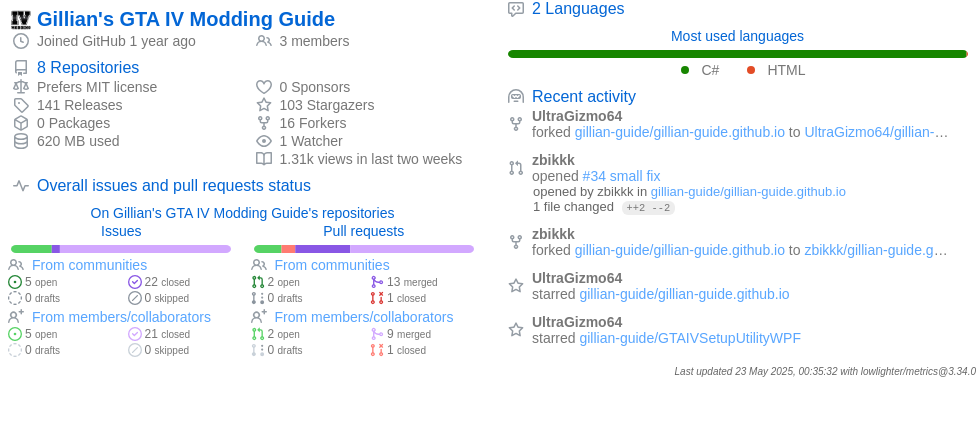 Gillian's GTA IV Modding Guide
Joined GitHub 1 year ago
3 members
8 Repositories
Prefers MIT license
0 Sponsors
141 Releases
103 Stargazers
0 Packages
16 Forkers
620 MB used
1 Watcher
1.31k views in last two weeks
Overall issues and pull requests status
On Gillian's GTA IV Modding Guide's repositories
Issues
Pull requests
From communities
5 open
22 closed
0 drafts
0 skipped
From members/collaborators
5 open
21 closed
0 drafts
0 skipped
From communities
2 open
13 merged
0 drafts
1 closed
From members/collaborators
2 open
9 merged
0 drafts
1 closed
2 Languages
Most used languages
C#
HTML
Recent activity
UltraGizmo64
forked gillian-guide/gillian-guide.github.io to UltraGizmo64/gillian-…
zbikkk
opened #34 small fix
opened by zbikkk in gillian-guide/gillian-guide.github.io
1 file changed ++2 --2
zbikkk
forked gillian-guide/gillian-guide.github.io to zbikkk/gillian-guide.g…
UltraGizmo64
starred gillian-guide/gillian-guide.github.io
UltraGizmo64
starred gillian-guide/GTAIVSetupUtilityWPF
Last updated 23 May 2025, 00:35:32 with lowlighter/metrics@3.34.0